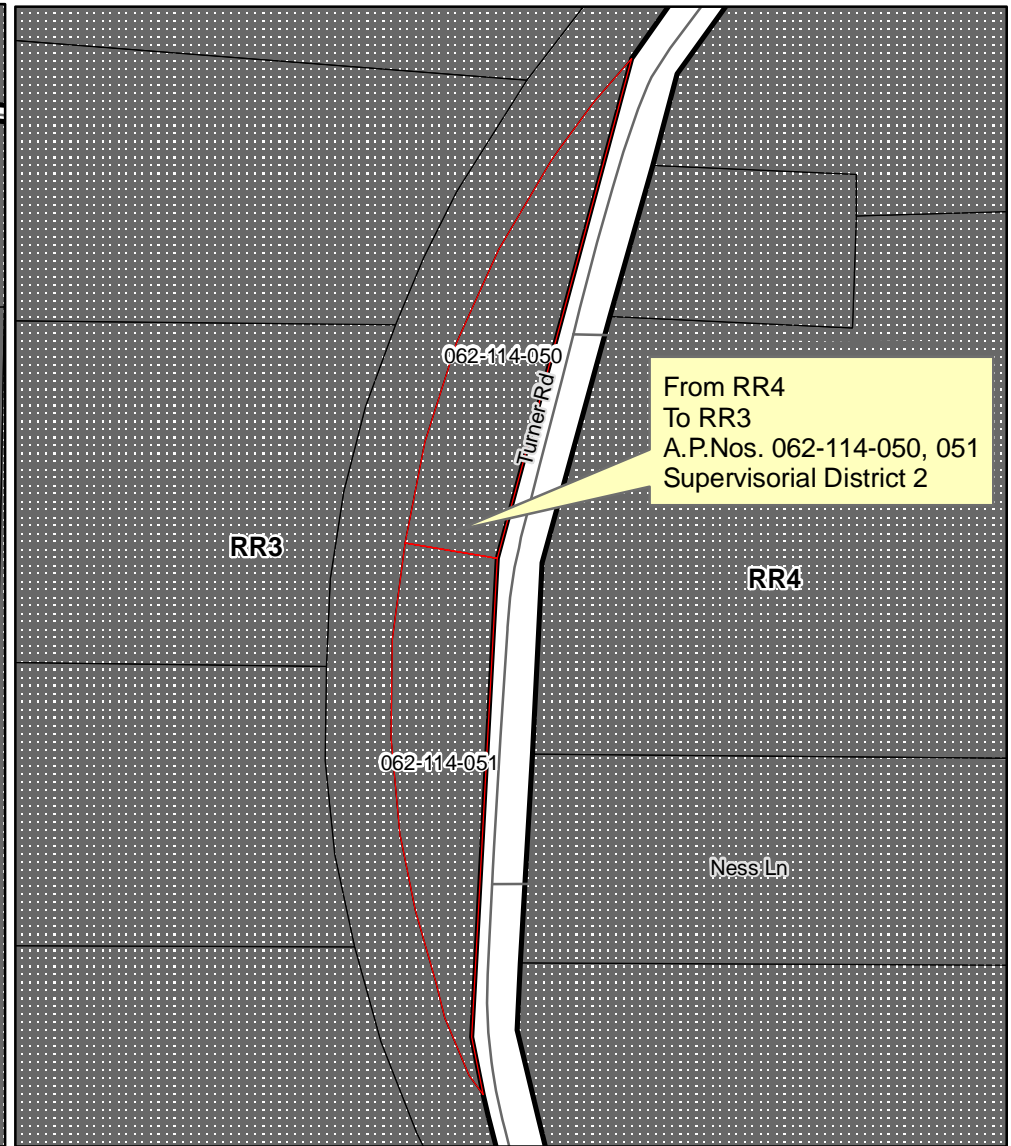 062-114-050
Turner Rd
From RR4
To RR3
A.P.Nos. 062-114-050, 051
Supervisorial District 2
RR3
RR4
062-114-051
Ness Ln